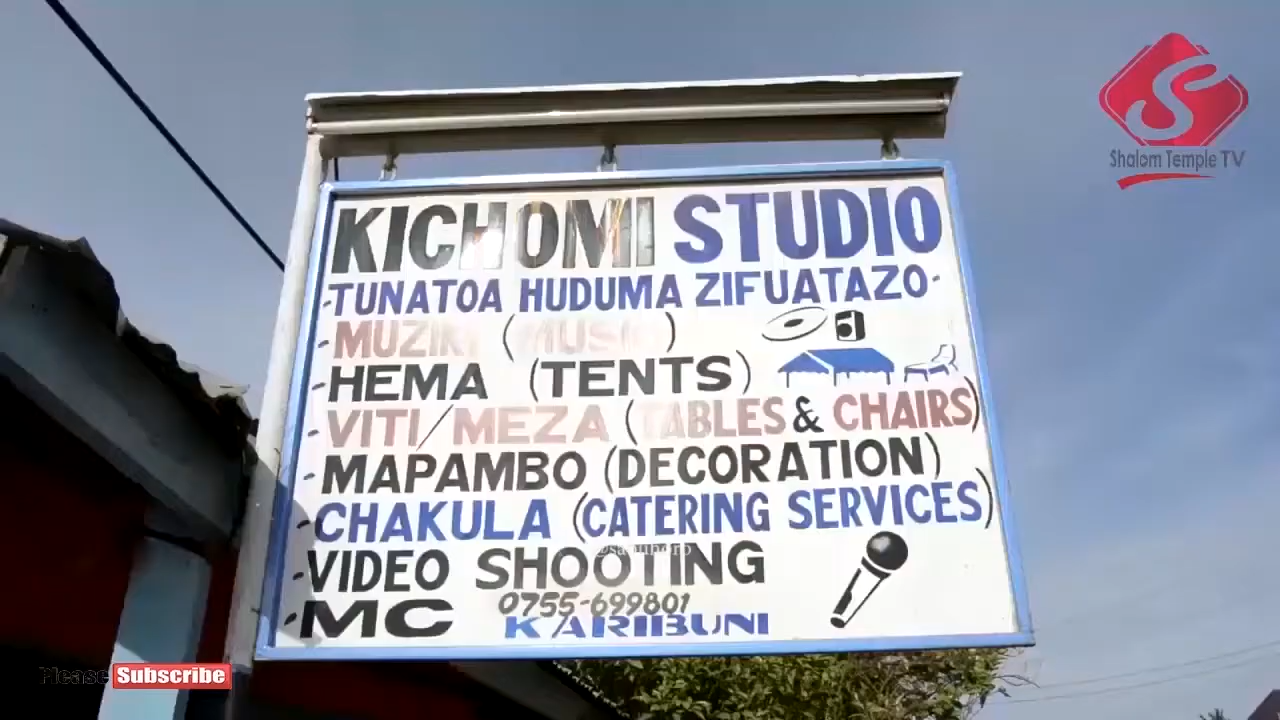 Shalom Temple TV
KICHOMI STUDIO
-TUNATOA HUDUMA ZIFUATAZO-
-MUZIKI (MUSIC)
-HEMA (TENTS)
-VITI/MEZA (TABLES & CHAIRS)
-MAPAMBO (DECORATION)
-CHAKULA (CATERING SERVICES)
-VIDEO SHOOTING
-MC 0755-699801
KARIBUNI
Please Subscribe